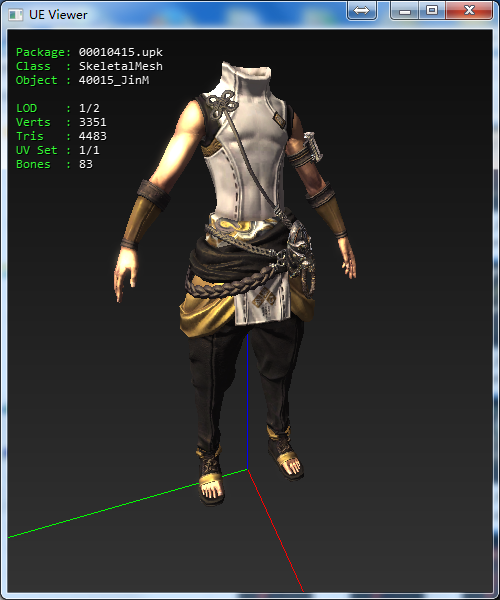 UE Viewer
Package: 00010415.upk
Class  : SkeletalMesh
Object : 40015_JinM
LOD    : 1/2
Verts  : 3351
Tris   : 4483
UV Set : 1/1
Bones  : 83